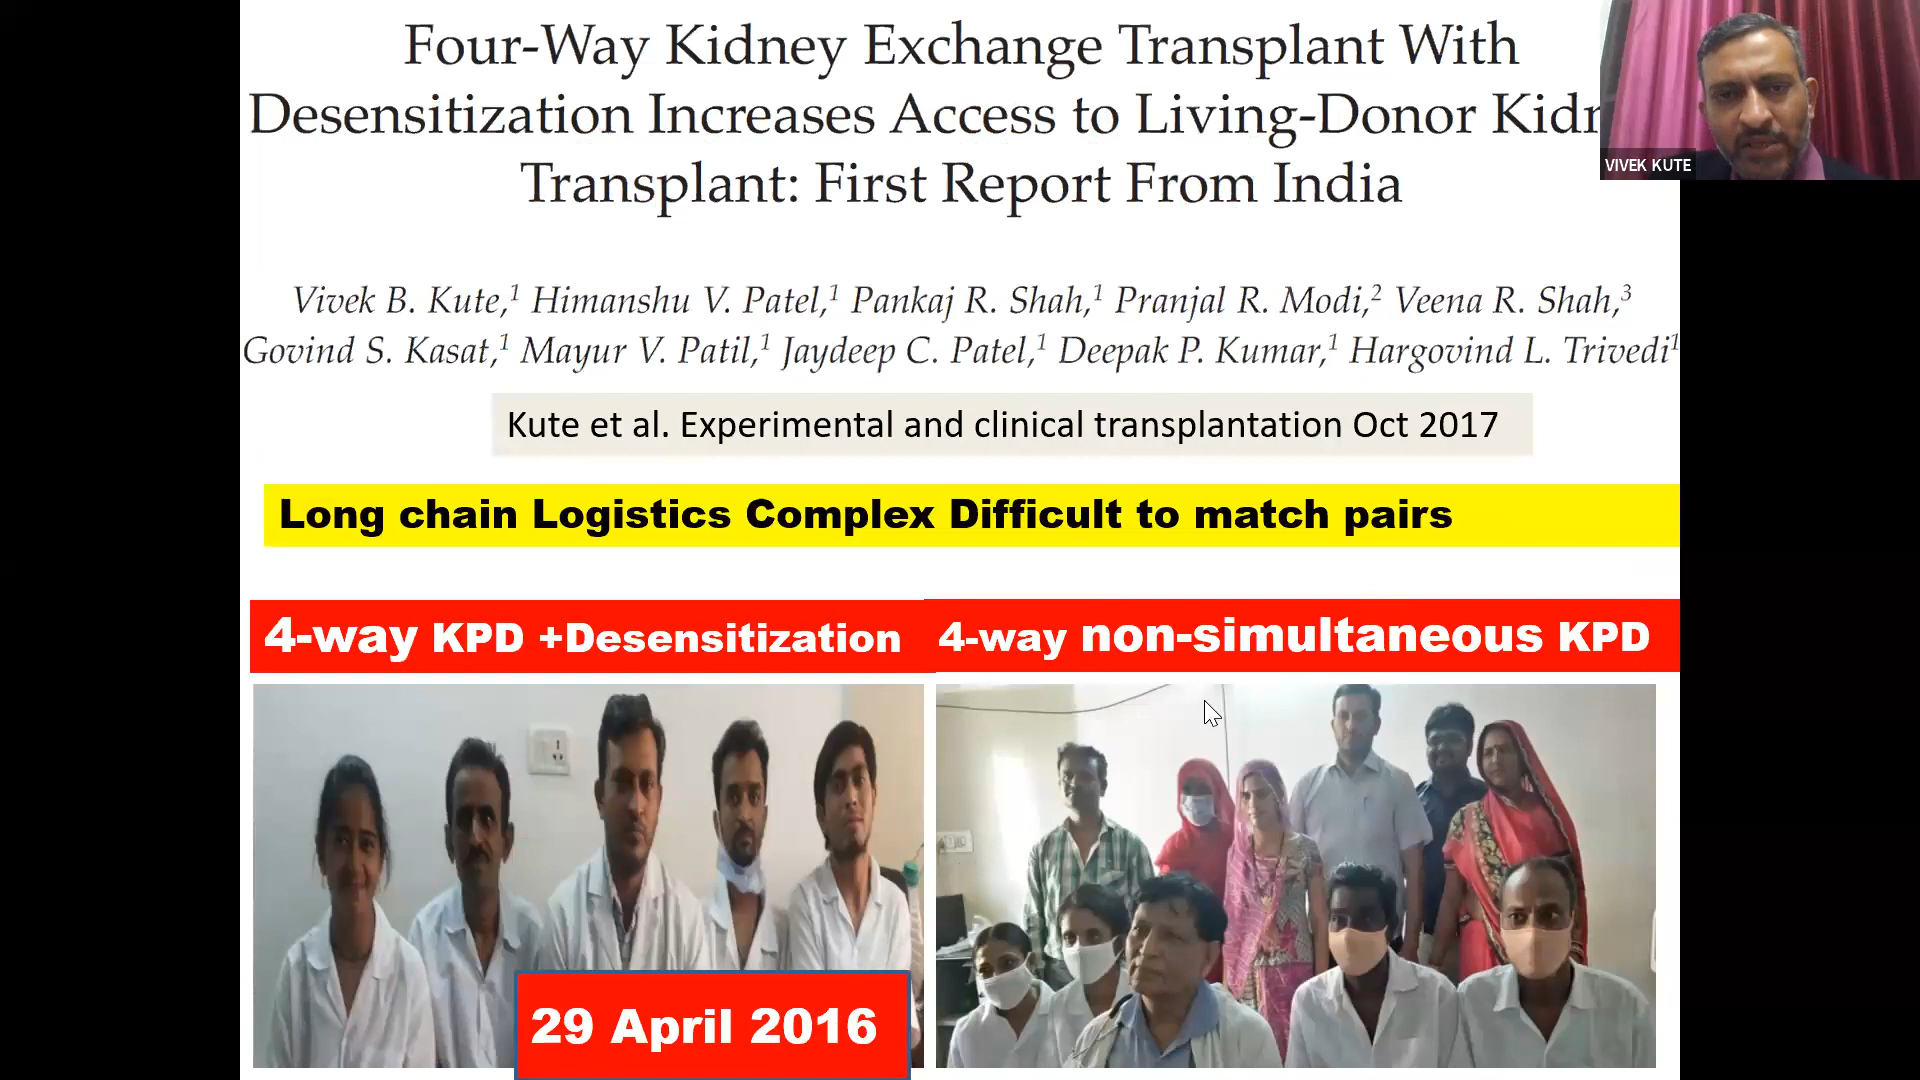 Four-Way Kidney Exchange Transplant With
Desensitization Increases Access to Living-Donor
Transplant: First Report From India
VIVEK KUTE
Vivek B. Kute,1 Himanshu V. Patel,1 Pankaj R. Shah,1 Pranjal R. Modi,2 Veena R. Shah,3
Govind S. Kasat,1 Mayur V. Patil,1 Jaydeep C. Patel,1 Deepak P. Kumar,1 Hargovind L. Trivedi1
Kute et al. Experimental and clinical transplantation Oct 2017
Long chain Logistics Complex Difficult to match pairs
4-way KPD +Desensitization
4-way non-simultaneous KPD
29 April 2016